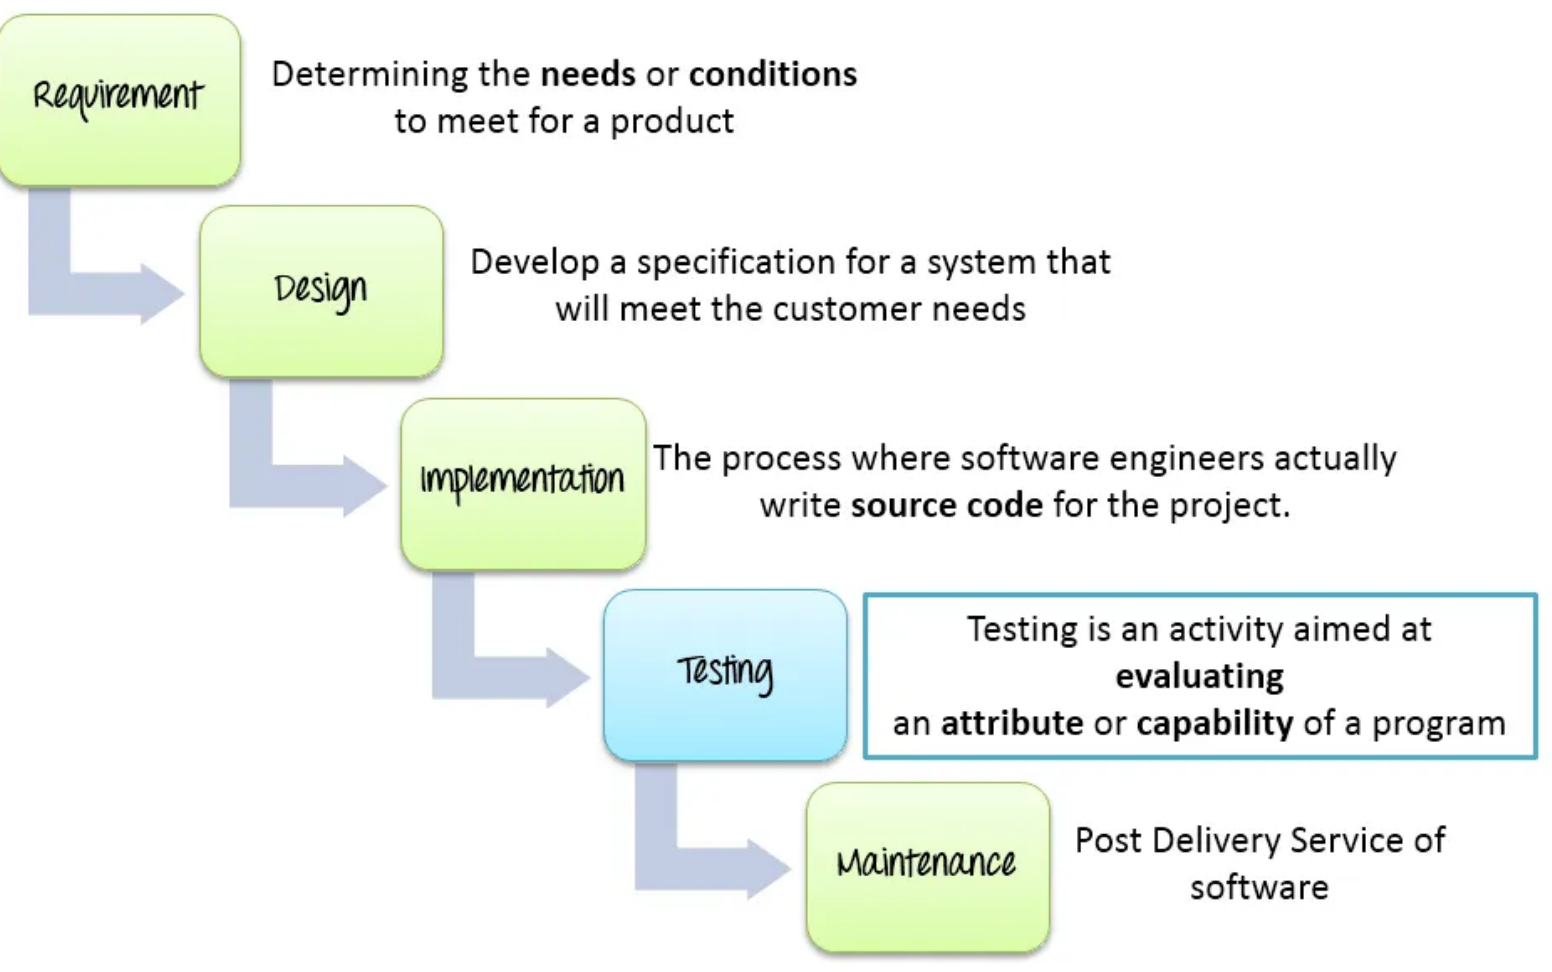 Requirement
Determining the needs or conditions
to meet for a product
Design
Develop a specification for a system that
will meet the customer needs
Implementation
The process where software engineers actually
write source code for the project.
Testing
Testing is an activity aimed at
evaluating
an attribute or capability of a program
Maintenance
Post Delivery Service of
software